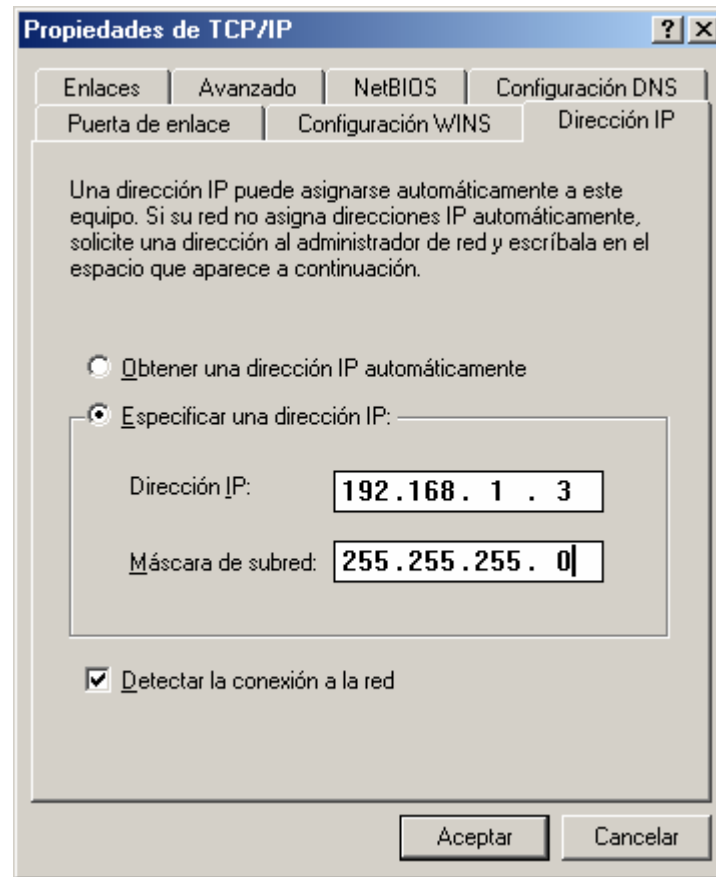 Propiedades de TCP/IP
Enlaces Avanzado NetBIOS Configuración DNS
Puerta de enlace Configuración WINS Dirección IP
Una dirección IP puede asignarse automáticamente a este
equipo. Si su red no asigna direcciones IP automáticamente,
solicite una dirección al administrador de red y escríbala en el
espacio que aparece a continuación.
Obtener una dirección IP automáticamente
Especificar una dirección IP:
Dirección IP: 192.168. 1 . 3
Máscara de subred: 255.255.255. 0
Detectar la conexión a la red
Aceptar Cancelar